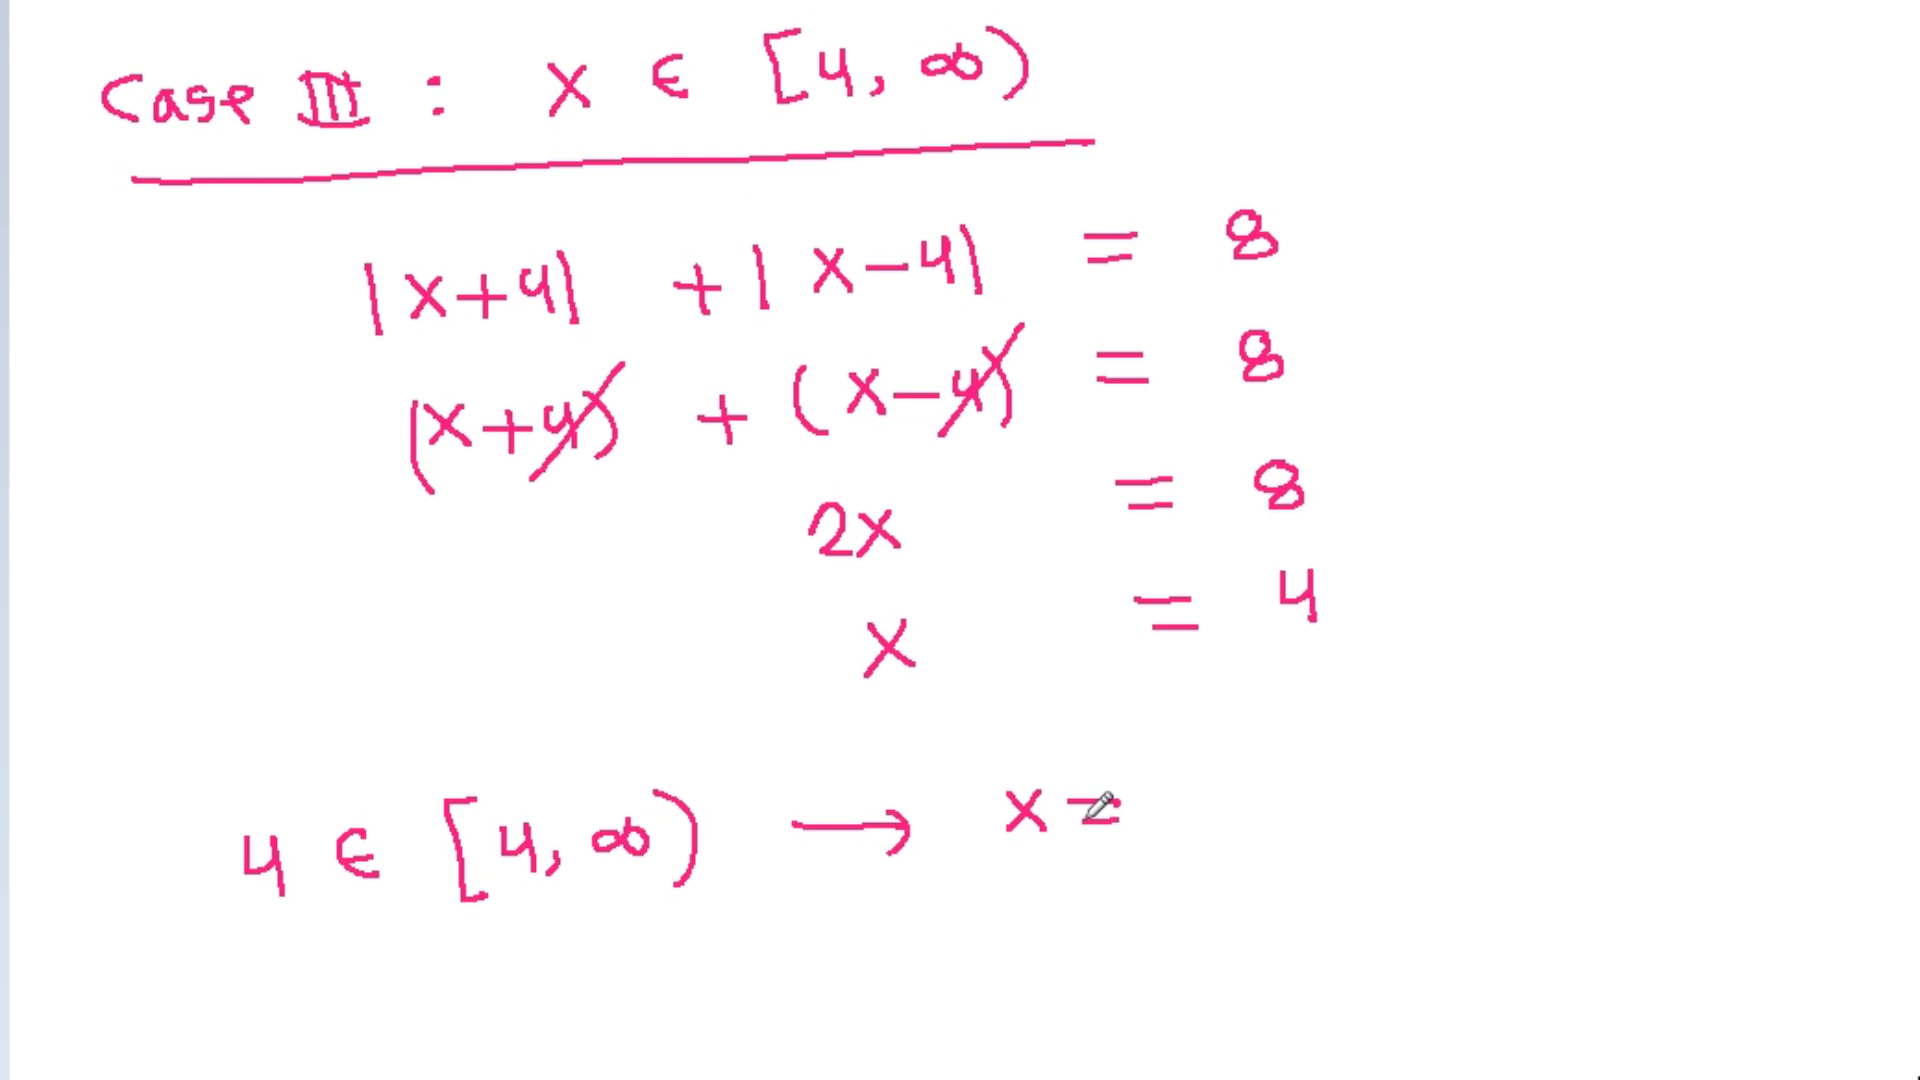 Case III : x ∈ [4, ∞)
|x+4| + |x-4| = 8
(x+4) + (x-4) = 8
2x = 8
x = 4
4 ∈ [4, ∞) → x =